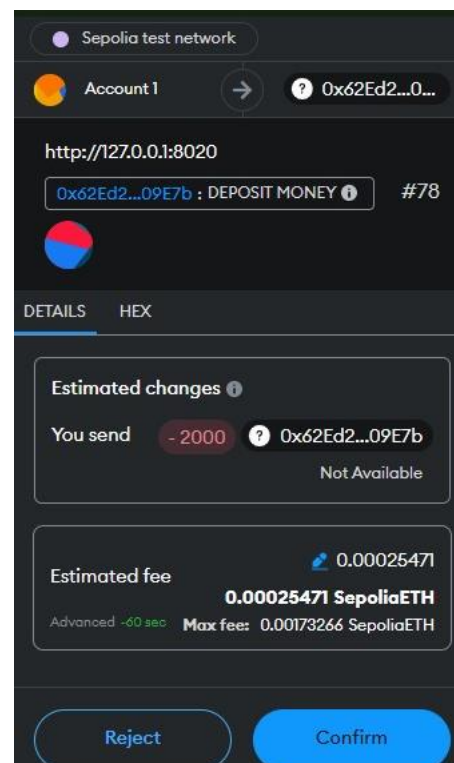 Sepolia test network
Account 1 → ? 0x62Ed2...0...
http://127.0.0.1:8020
0x62Ed2...09E7b : DEPOSIT MONEY #78
DETAILS HEX
Estimated changes
You send - 2000 ? 0x62Ed2...09E7b
Not Available
0.00025471
Estimated fee
0.00025471 SepoliaETH
Advanced ~60 sec Max fee: 0.00173266 SepoliaETH
Reject Confirm